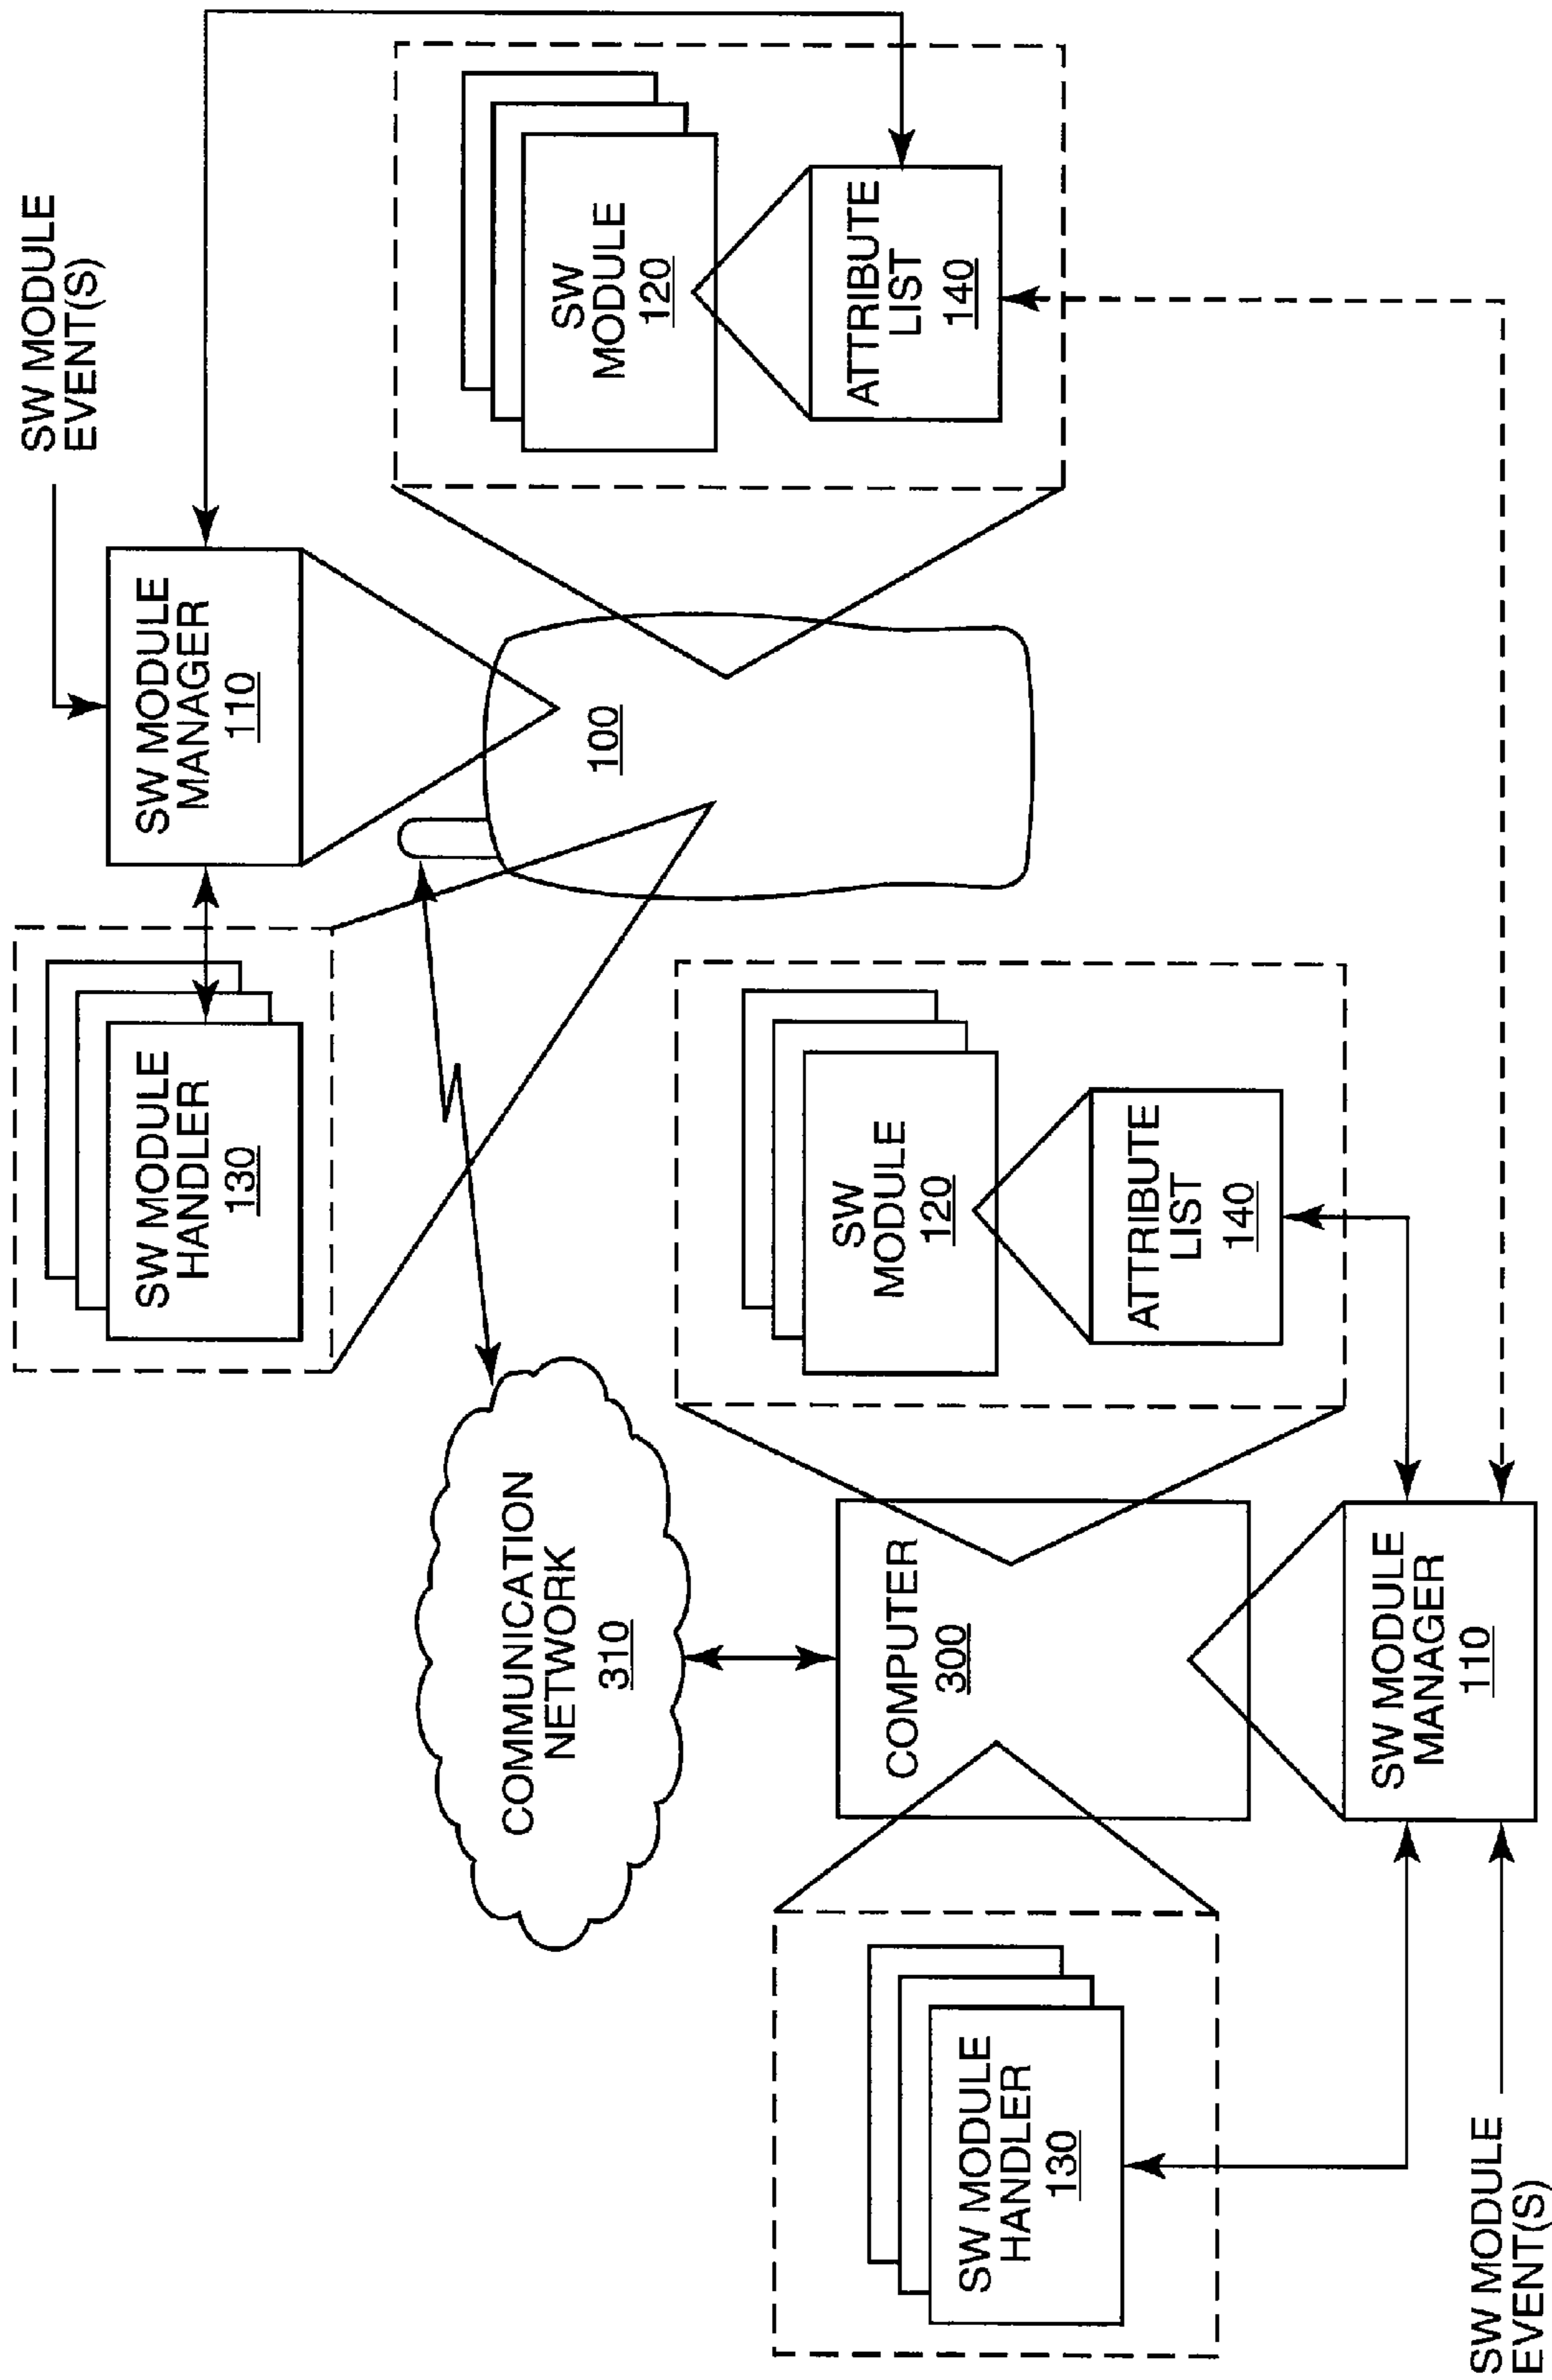 SW MODULE
EVENT(S)
SW MODULE
HANDLER
130
SW MODULE
MANAGER
110
SW
MODULE
120
ATTRIBUTE
LIST
140
100
COMMUNICATION
NETWORK
310
SW
MODULE
120
ATTRIBUTE
LIST
140
COMPUTER
300
SW MODULE
HANDLER
130
SW MODULE
MANAGER
110
SW MODULE
EVENT(S)